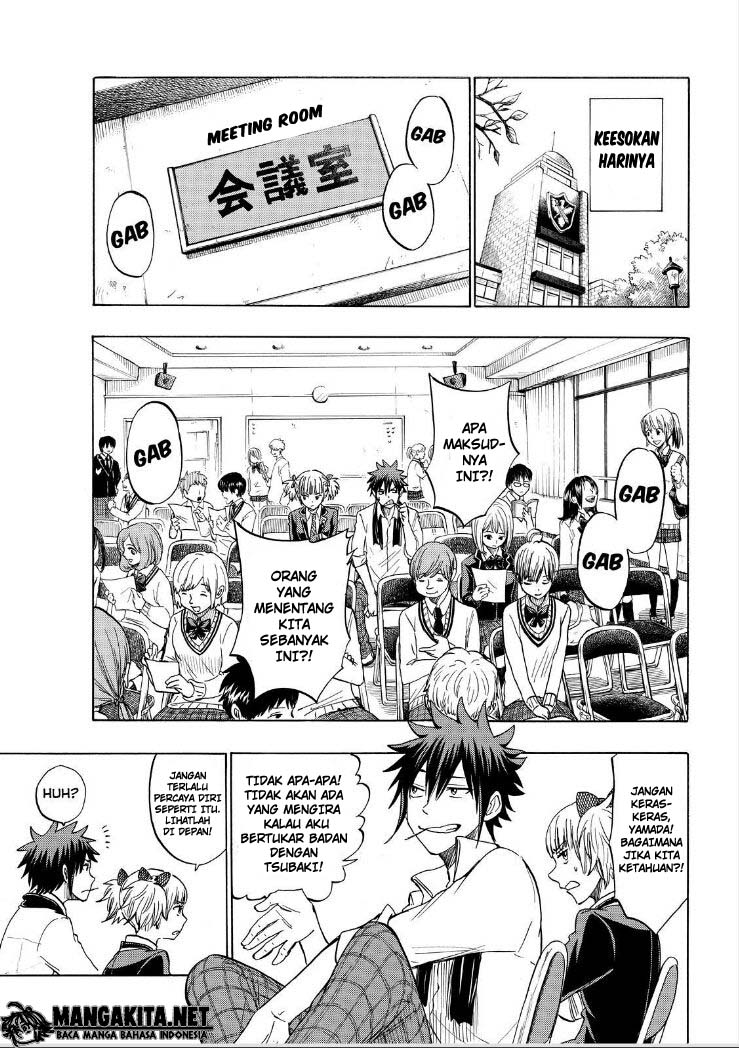 KEESOKAN
HARINYA
MEETING ROOM
会議室
GAB
GAB
GAB
APA
MAKSUD-
NYA
INI?!
GAB
GAB
GAB
ORANG
YANG
MENENTANG
KITA
SEBANYAK
INI?!
JANGAN
KERAS-
KERAS,
YAMADA!
BAGAIMANA
JIKA KITA
KETAHUAN?!
TIDAK APA-APA!
TIDAK AKAN ADA
YANG MENGIRA
KALAU AKU
BERTUKAR BADAN
DENGAN
TSUBAKI!
JANGAN
TERLALU
PERCAYA DIRI
SEPERTI ITU.
LIHATLAH
DI DEPAN!
HUH?
MANGAKITA.NET
BACA MANGA BAHASA INDONESIA